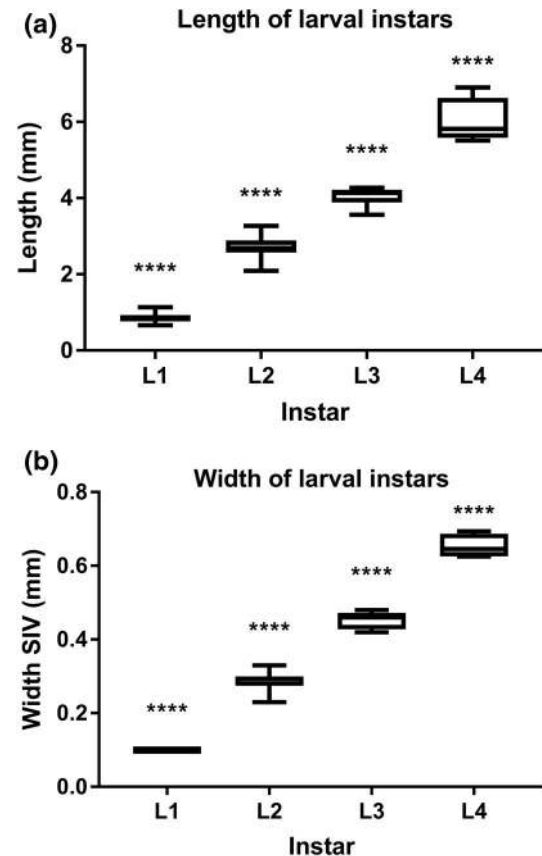 (a)
Length of larval instars
8
6
4
2
0
Length (mm)
****
****
****
****
L1 L2 L3 L4
Instar
(b)
Width of larval instars
0.8
0.6
0.4
0.2
0.0
Width SIV (mm)
****
****
****
****
L1 L2 L3 L4
Instar